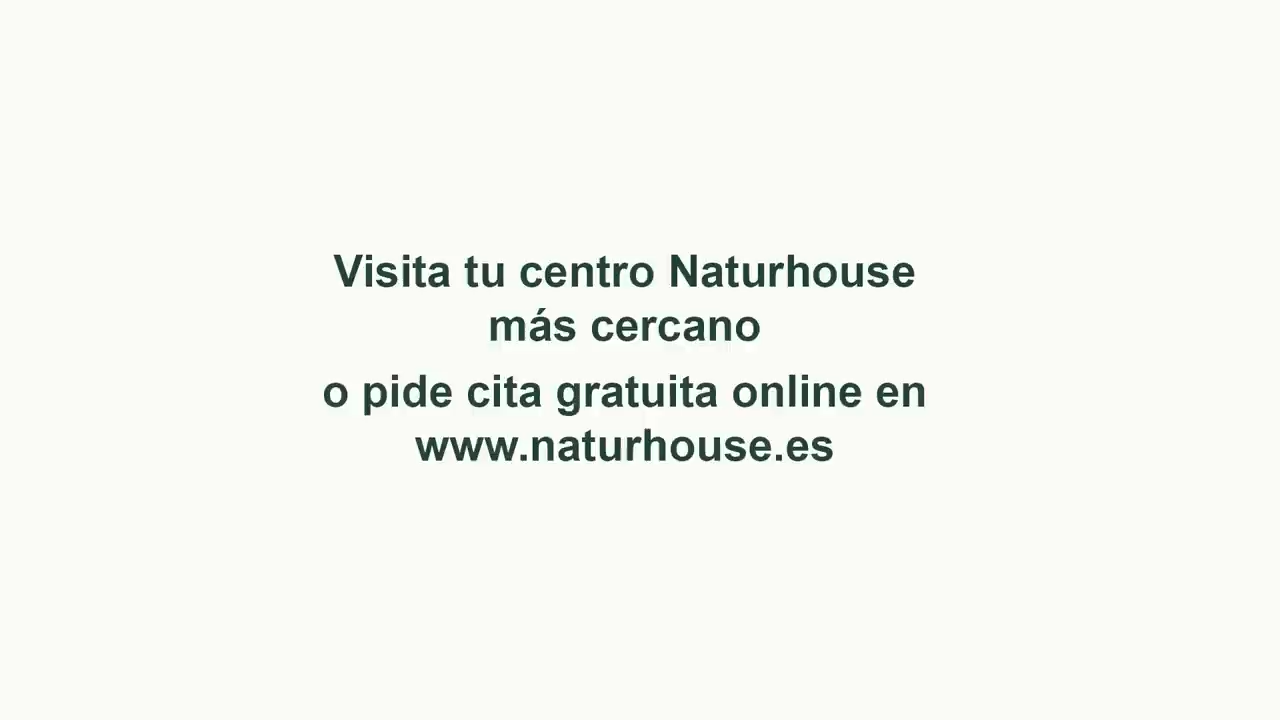 Visita tu centro Naturhouse
más cercano
o pide cita gratuita online en
www.naturhouse.es